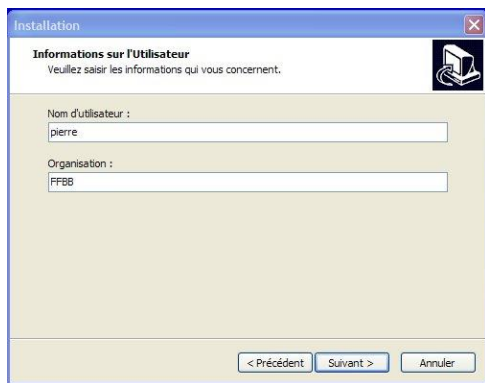 Installation
Informations sur l'Utilisateur
Veuillez saisir les informations qui vous concernent.
Nom d'utilisateur :
pierre
Organisation :
FFBB
< Précédent
Suivant >
Annuler